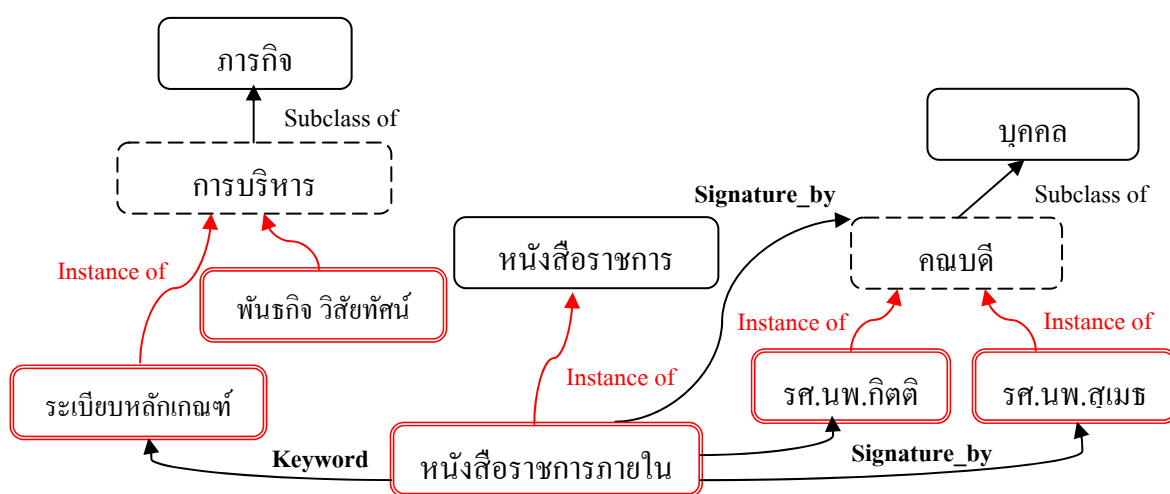 ภารกิจ
Subclass of
บุคคล
การบริหาร
Signature_by
Subclass of
หนังสือราชการ
คณบดี
Instance of
พันธกิจ วิสัยทัศน์
Instance of
Instance of
Instance of
ระเบียบหลักเกณฑ์
รศ.นพ.กิตติ
รศ.นพ.สุเมธ
Keyword
หนังสือราชการภายใน
Signature_by